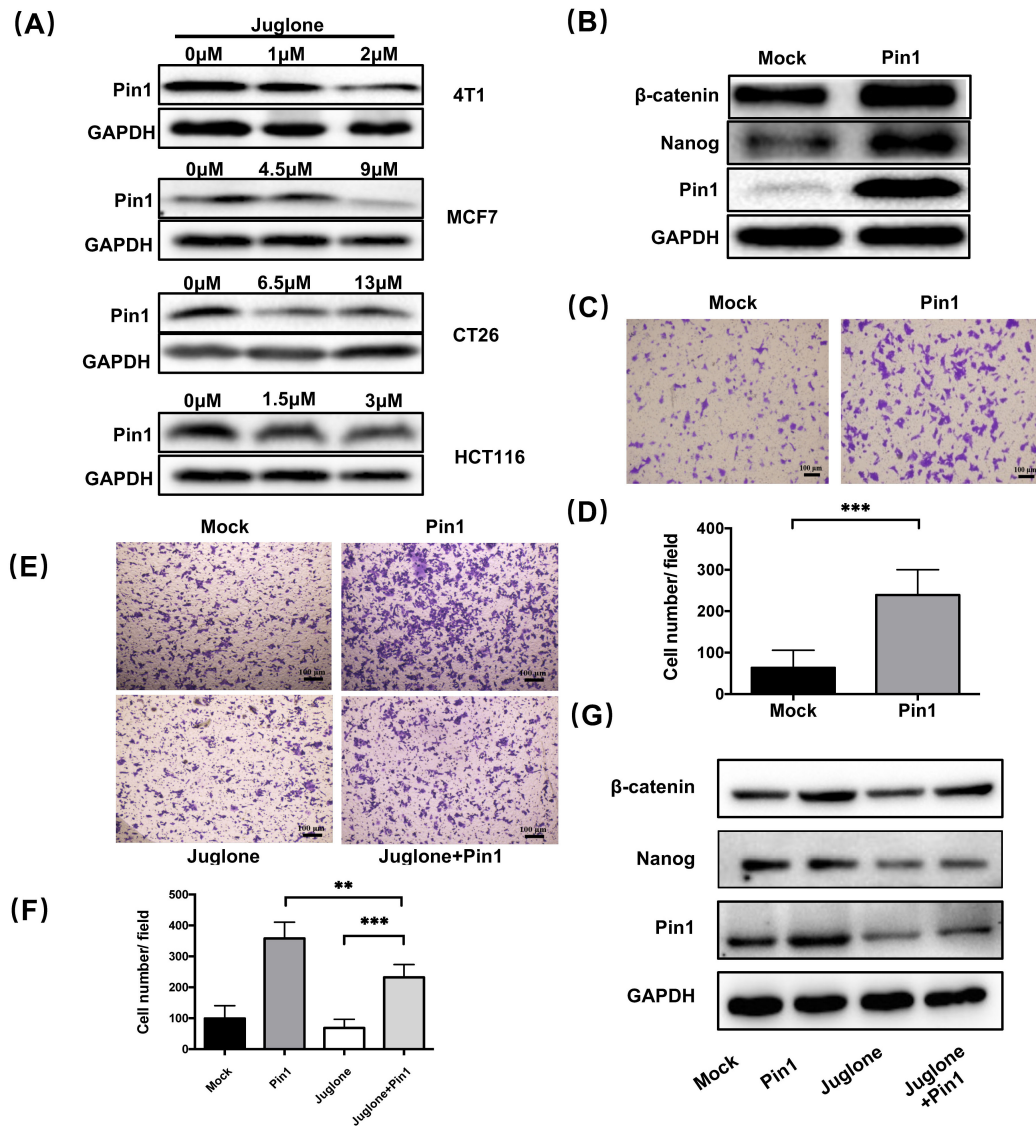 (A)
Juglone
0μM 1μM 2μM
Pin1
GAPDH
4T1
0μM 4.5μM 9μM
Pin1
GAPDH
MCF7
0μM 6.5μM 13μM
Pin1
GAPDH
CT26
0μM 1.5μM 3μM
Pin1
GAPDH
HCT116
(B)
Mock Pin1
β-catenin
Nanog
Pin1
GAPDH
(C)
Mock Pin1
100 μm 100 μm
(D)
***
400
300
200
100
0
Cell number/ field
Mock Pin1
(E)
Mock Pin1
100 μm 100 μm
100 μm 100 μm
Juglone Juglone+Pin1
(F)
**
***
500
400
300
200
100
0
Cell number/ field
Mock Pin1 Juglone Juglone+Pin1
(G)
β-catenin
Nanog
Pin1
GAPDH
Mock Pin1 Juglone Juglone
+Pin1